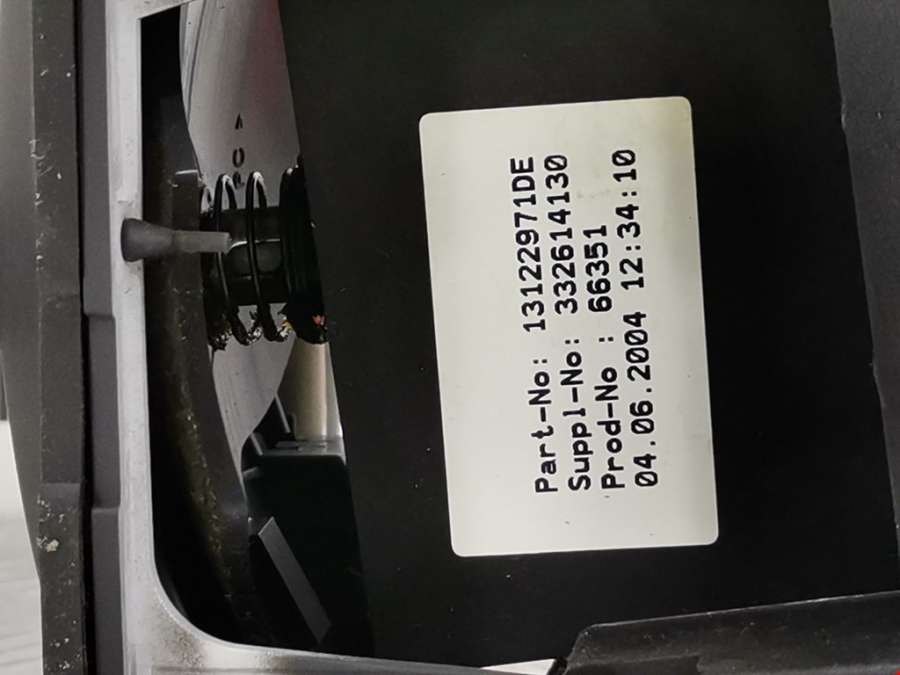 Part-No: 13122971DE
Suppl-No: 332614130
Prod-No : 66351
04.06.2004 12:34:10